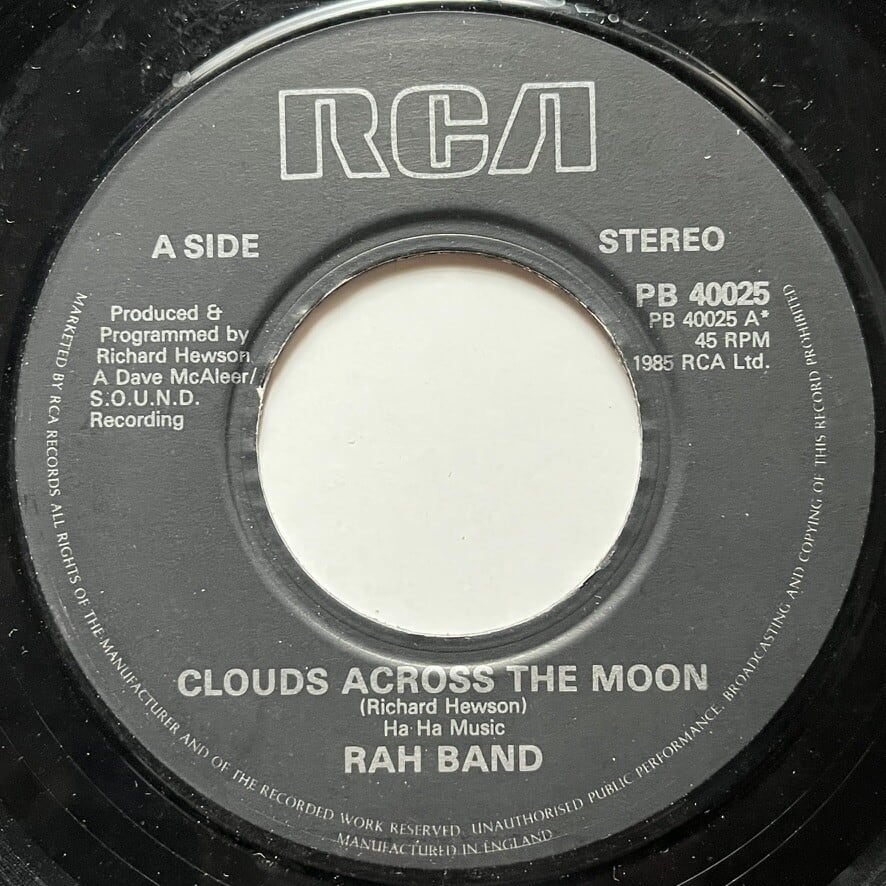 RCA
A SIDE
STEREO
Produced &
Programmed by
Richard Hewson
A Dave McAleer/
S.O.U.N.D.
Recording
PB 40025
PB 40025 A*
45 RPM
1985 RCA Ltd.
CLOUDS ACROSS THE MOON
(Richard Hewson)
Ha Ha Music
RAH BAND
MARKETED BY RCA RECORDS ALL RIGHTS OF THE MANUFACTURER AND OF THE RECORDED WORK RESERVED. UNAUTHORISED PUBLIC PERFORMANCE, BROADCASTING AND COPYING OF THIS RECORD PROHIBITED
MANUFACTURED IN ENGLAND